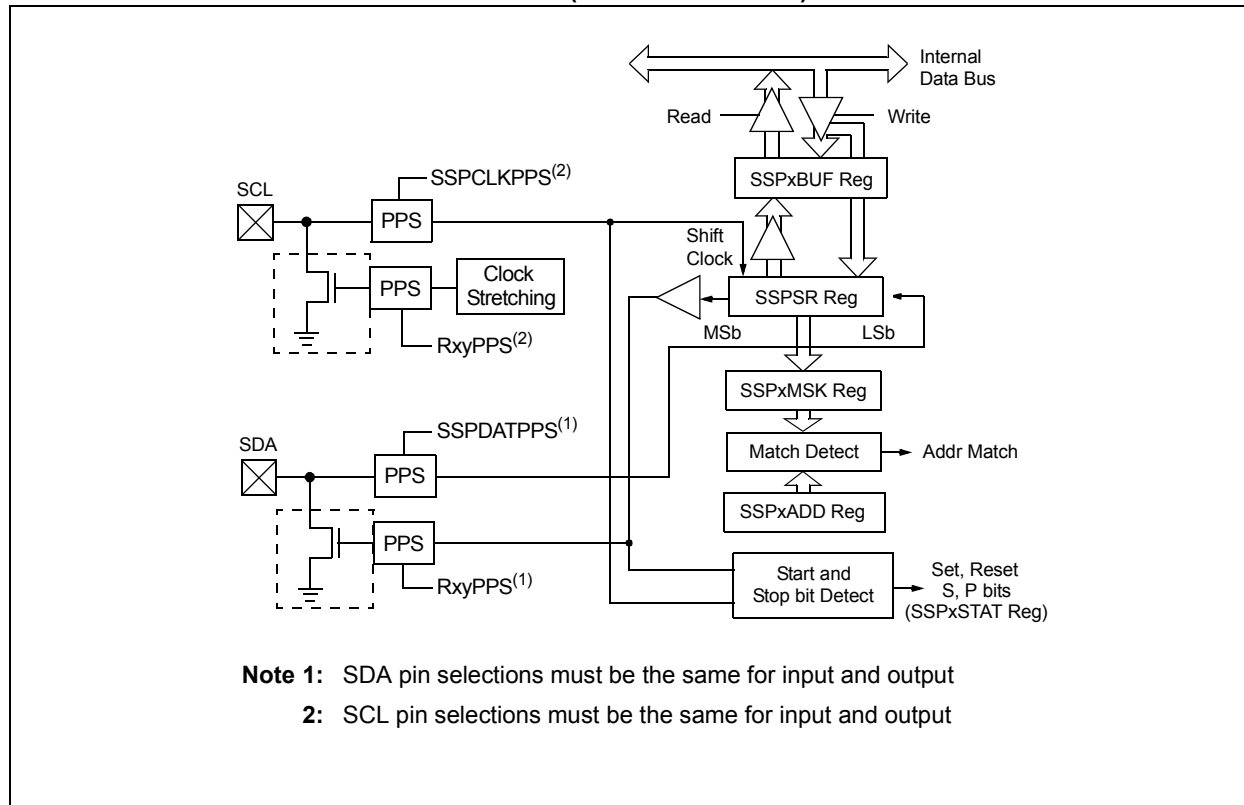 Internal
Data Bus
Read
Write
SSPxBUF Reg
SSPCLKPPS(2)
SCL
PPS
Shift
Clock
PPS
Clock
Stretching
SSPSR Reg
MSb
LSb
RxyPPS(2)
SSPxMSK Reg
SSPDATPPS(1)
SDA
PPS
Match Detect
Addr Match
SSPxADD Reg
PPS
RxyPPS(1)
Start and
Stop bit Detect
Set, Reset
S, P bits
(SSPxSTAT Reg)
Note 1: SDA pin selections must be the same for input and output
2: SCL pin selections must be the same for input and output